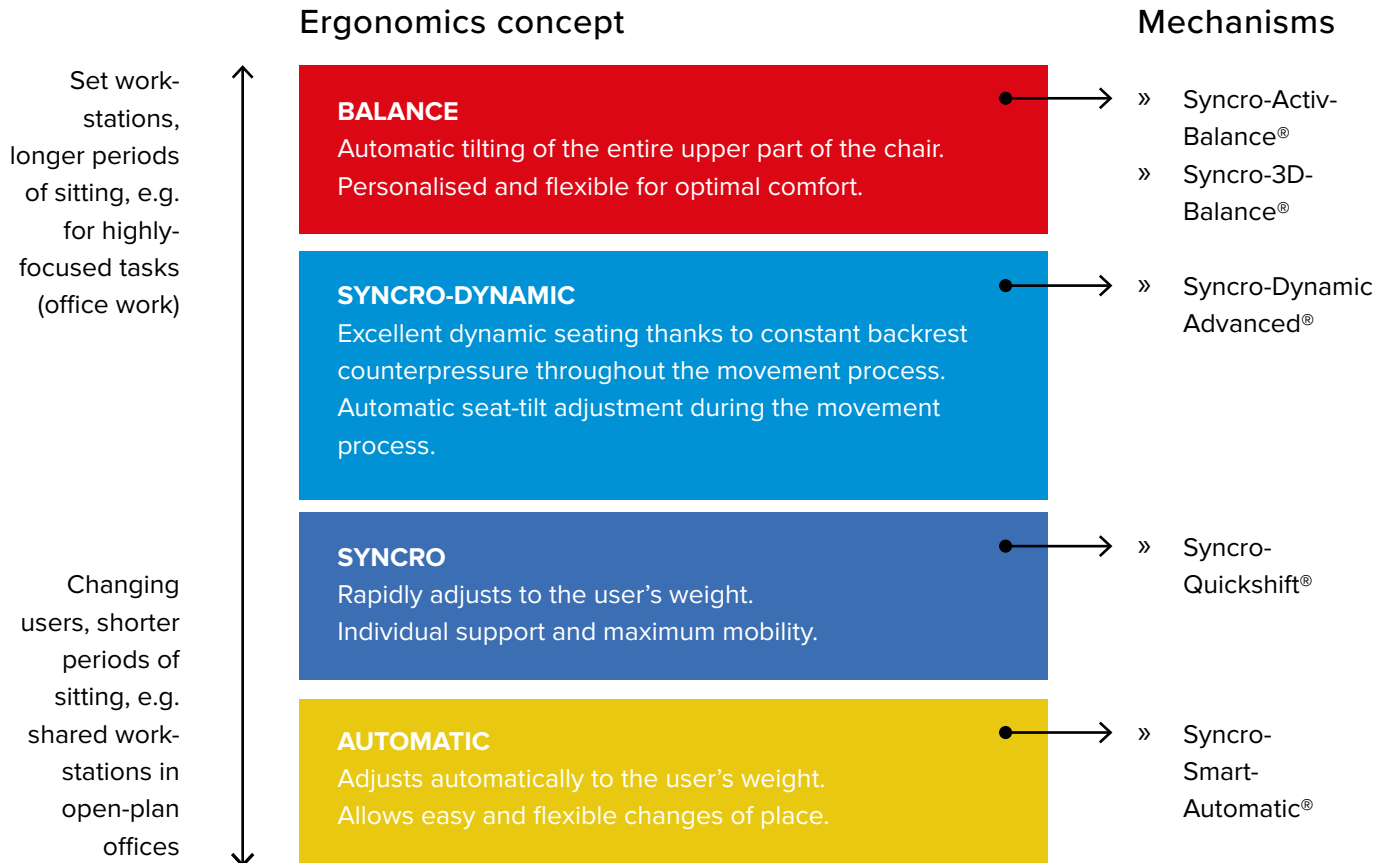 Ergonomics concept
Mechanisms
Set work-
stations,
longer periods
of sitting, e.g.
for highly-
focused tasks
(office work)
BALANCE
Automatic tilting of the entire upper part of the chair.
Personalised and flexible for optimal comfort.
» Syncro-Activ-
Balance®
» Syncro-3D-
Balance®
SYNCRO-DYNAMIC
Excellent dynamic seating thanks to constant backrest
counterpressure throughout the movement process.
Automatic seat-tilt adjustment during the movement
process.
» Syncro-Dynamic
Advanced®
Changing
users, shorter
periods of
sitting, e.g.
shared work-
stations in
open-plan
offices
SYNCRO
Rapidly adjusts to the user’s weight.
Individual support and maximum mobility.
» Syncro-
Quickshift®
AUTOMATIC
Adjusts automatically to the user’s weight.
Allows easy and flexible changes of place.
» Syncro-
Smart-
Automatic®